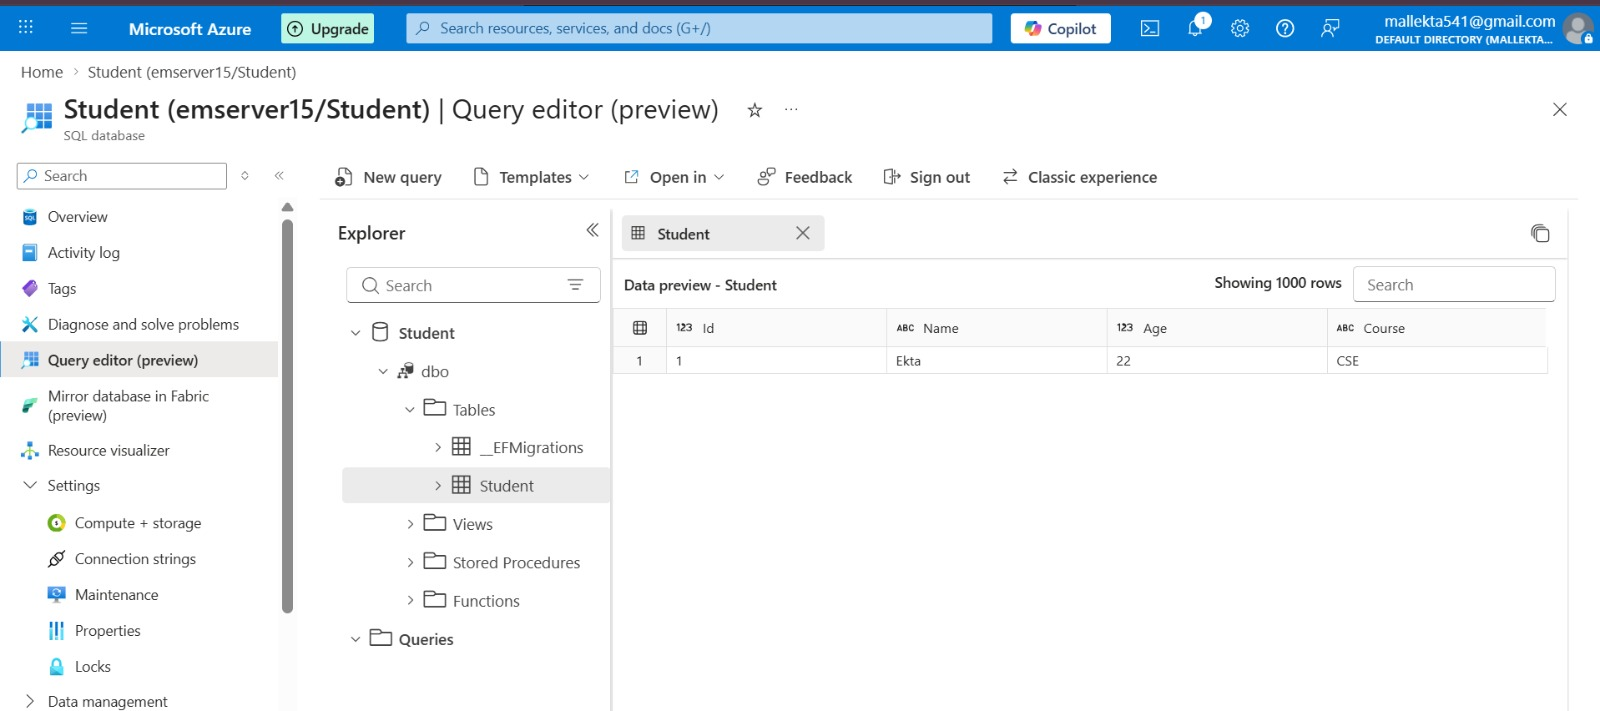 Microsoft Azure
Upgrade
Search resources, services, and docs (G+/)
Copilot
1
mallekta541@gmail.com
DEFAULT DIRECTORY (MALLEKTA...
Home > Student (emserver15/Student)
Student (emserver15/Student) | Query editor (preview)
SQL database
Search
Overview
Activity log
Tags
Diagnose and solve problems
Query editor (preview)
Mirror database in Fabric
(preview)
Resource visualizer
Settings
Compute + storage
Connection strings
Maintenance
Properties
Locks
Data management
New query
Templates
Open in
Feedback
Sign out
Classic experience
Explorer
Search
Student
dbo
Tables
__EFMigrations
Student
Views
Stored Procedures
Functions
Queries
Student
Data preview - Student
Showing 1000 rows
Search
123 Id ABC Name 123 Age ABC Course
1 1 Ekta 22 CSE